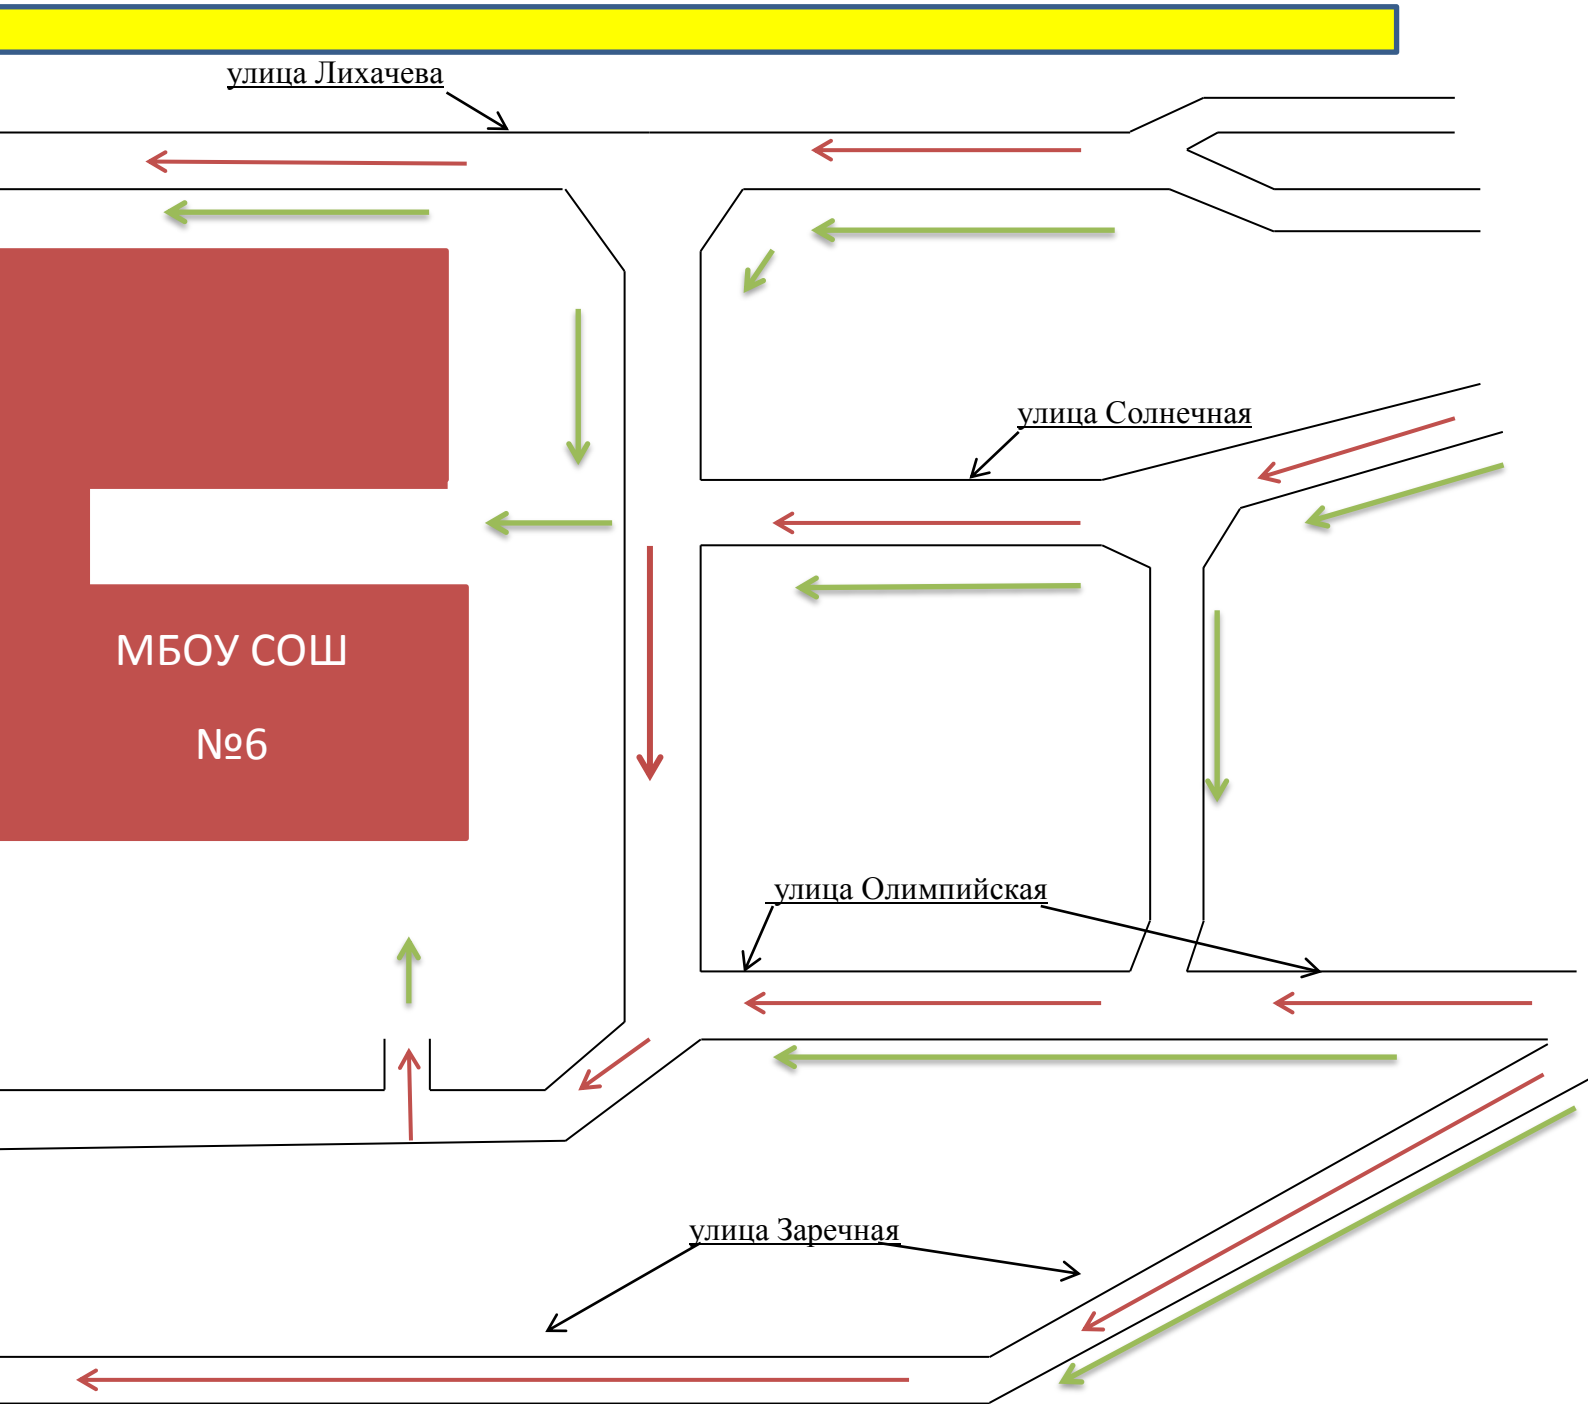 улица Лихачева
улица Солнечная
МБОУ СОШ
№6
улица Олимпийская
улица Заречная